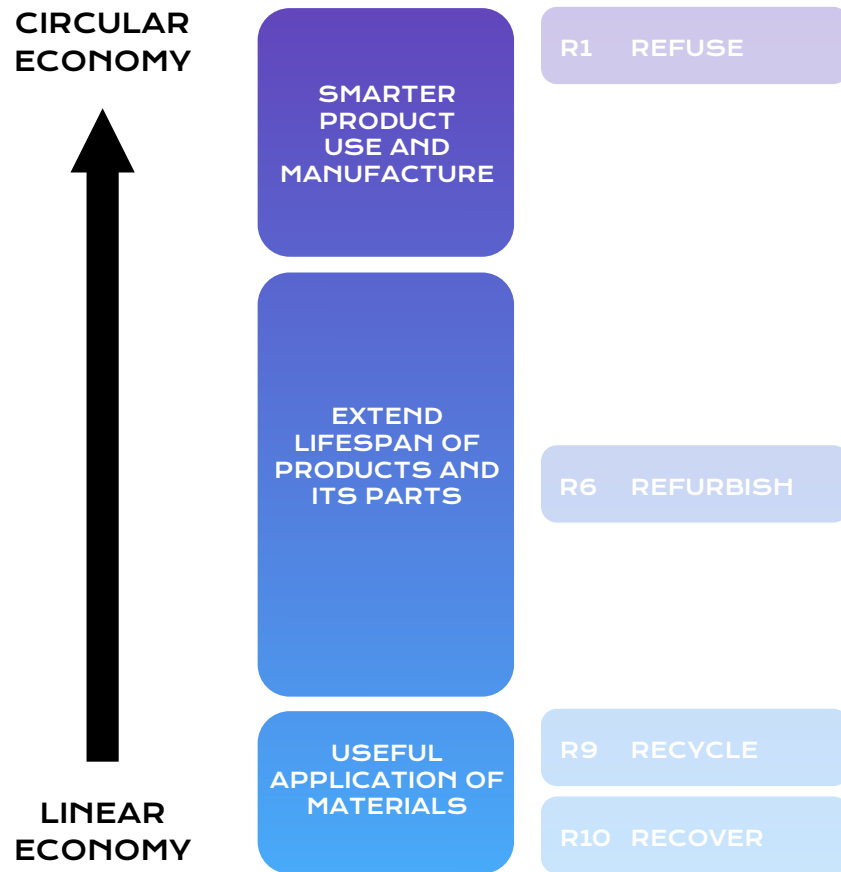 CIRCULAR
ECONOMY
SMARTER
PRODUCT
USE AND
MANUFACTURE
R1 REFUSE
EXTEND
LIFESPAN OF
PRODUCTS AND
ITS PARTS
R6 REFURBISH
USEFUL
APPLICATION OF
MATERIALS
R9 RECYCLE
R10 RECOVER
LINEAR
ECONOMY